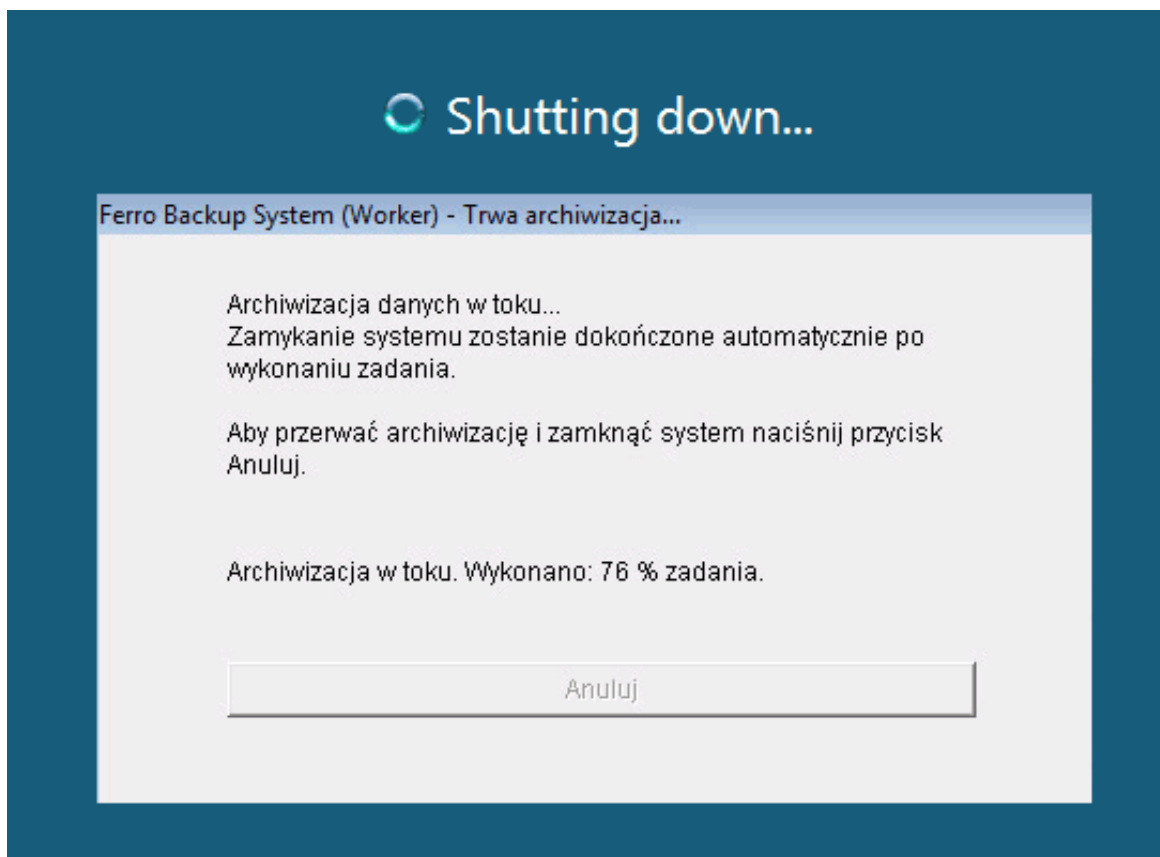 Shutting down...
Ferro Backup System (Worker) - Trwa archiwizacja...
Archiwizacja danych w toku...
Zamykanie systemu zostanie dokończone automatycznie po
wykonaniu zadania.
Aby przerwać archiwizację i zamknąć system naciśnij przycisk
Anuluj.
Archiwizacja w toku. Wykonano: 76 % zadania.
Anuluj